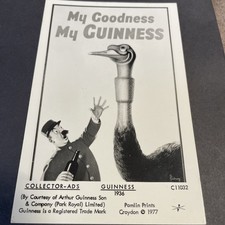 My Goodness
My GUINNESS
COLLECTOR-ADS GUINNESS C11032
1936
(By Courtesy of Arthur Guinness Son Pamlin Prints
& Company (Park Royal) Limited) Croydon © 1977
Guinness is a Registered Trade Mark